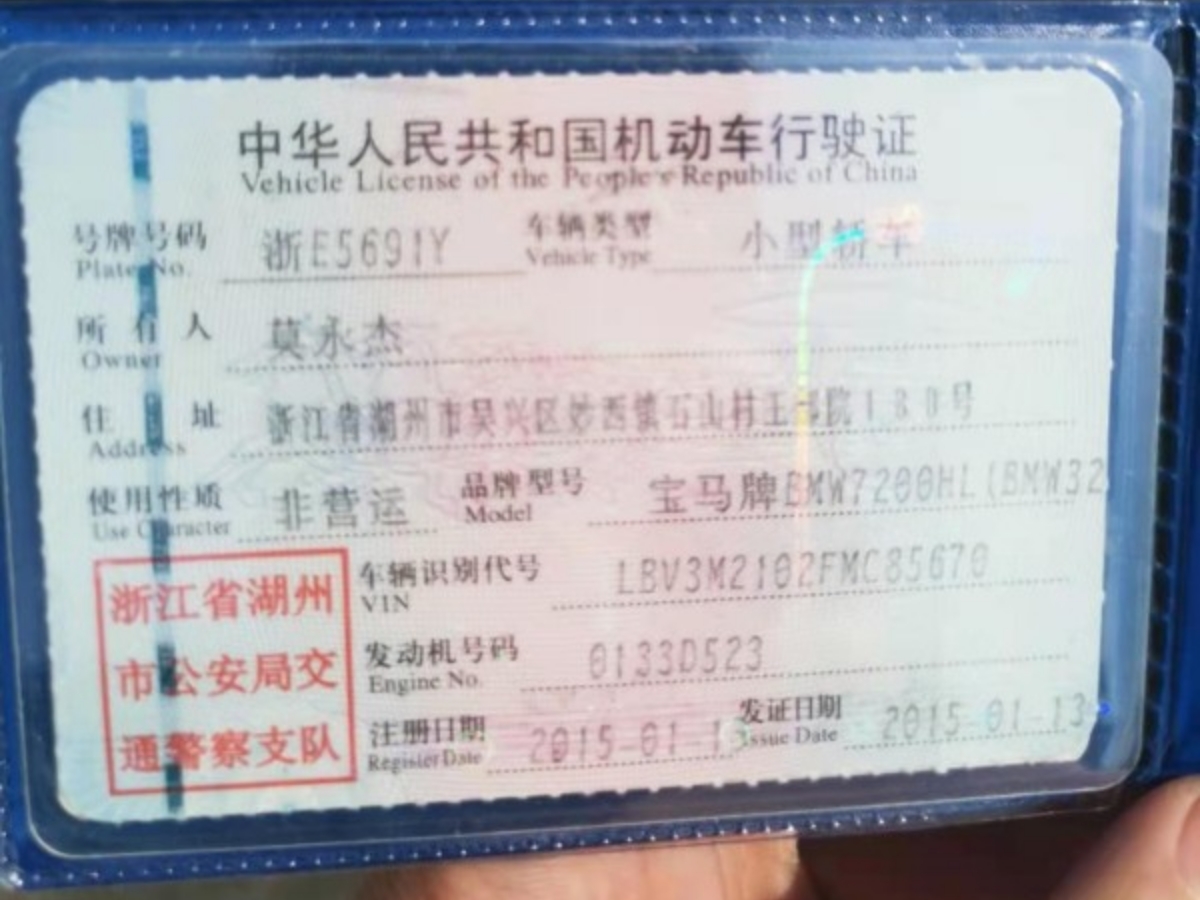 中华人民共和国机动车行驶证
Vehicle License of the People's Republic of China
号牌号码 浙E5691Y 车辆类型 小型轿车
Plate No. Vehicle Type
所有人 莫永杰
Owner
住址 浙江省湖州市吴兴区妙西镇石山村王 院180号
Address
使用性质 非营运 品牌型号 宝马牌BMW7200HL(BMW32
Use Character Model
车辆识别代号 LBV3M2102FMC85670
VIN
发动机号码 0133D523
Engine No.
注册日期 2015-01-13 发证日期 2015-01-13
Register Date Issue Date
浙江省湖州
市公安局交
通警察支队